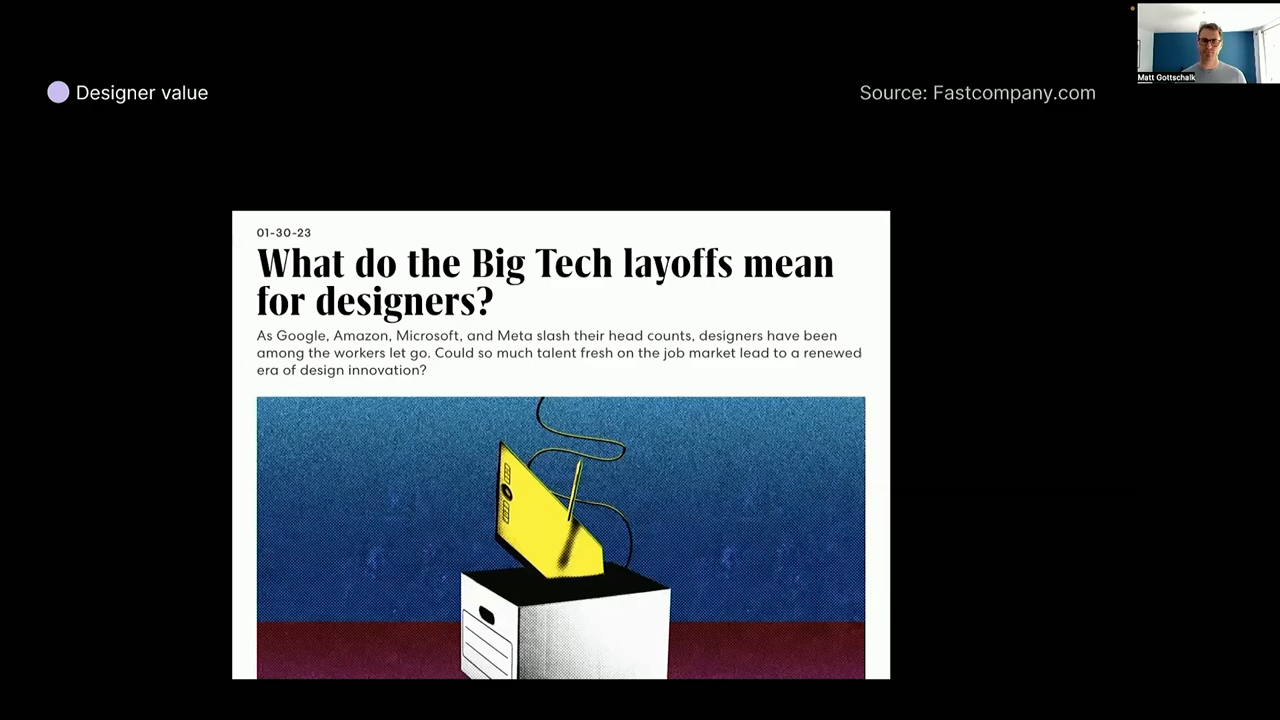 Designer value
Source: Fastcompany.com
Matt Gottschalk
01-30-23
What do the Big Tech layoffs mean
for designers?
As Google, Amazon, Microsoft, and Meta slash their head counts, designers have been
among the workers let go. Could so much talent fresh on the job market lead to a renewed
era of design innovation?